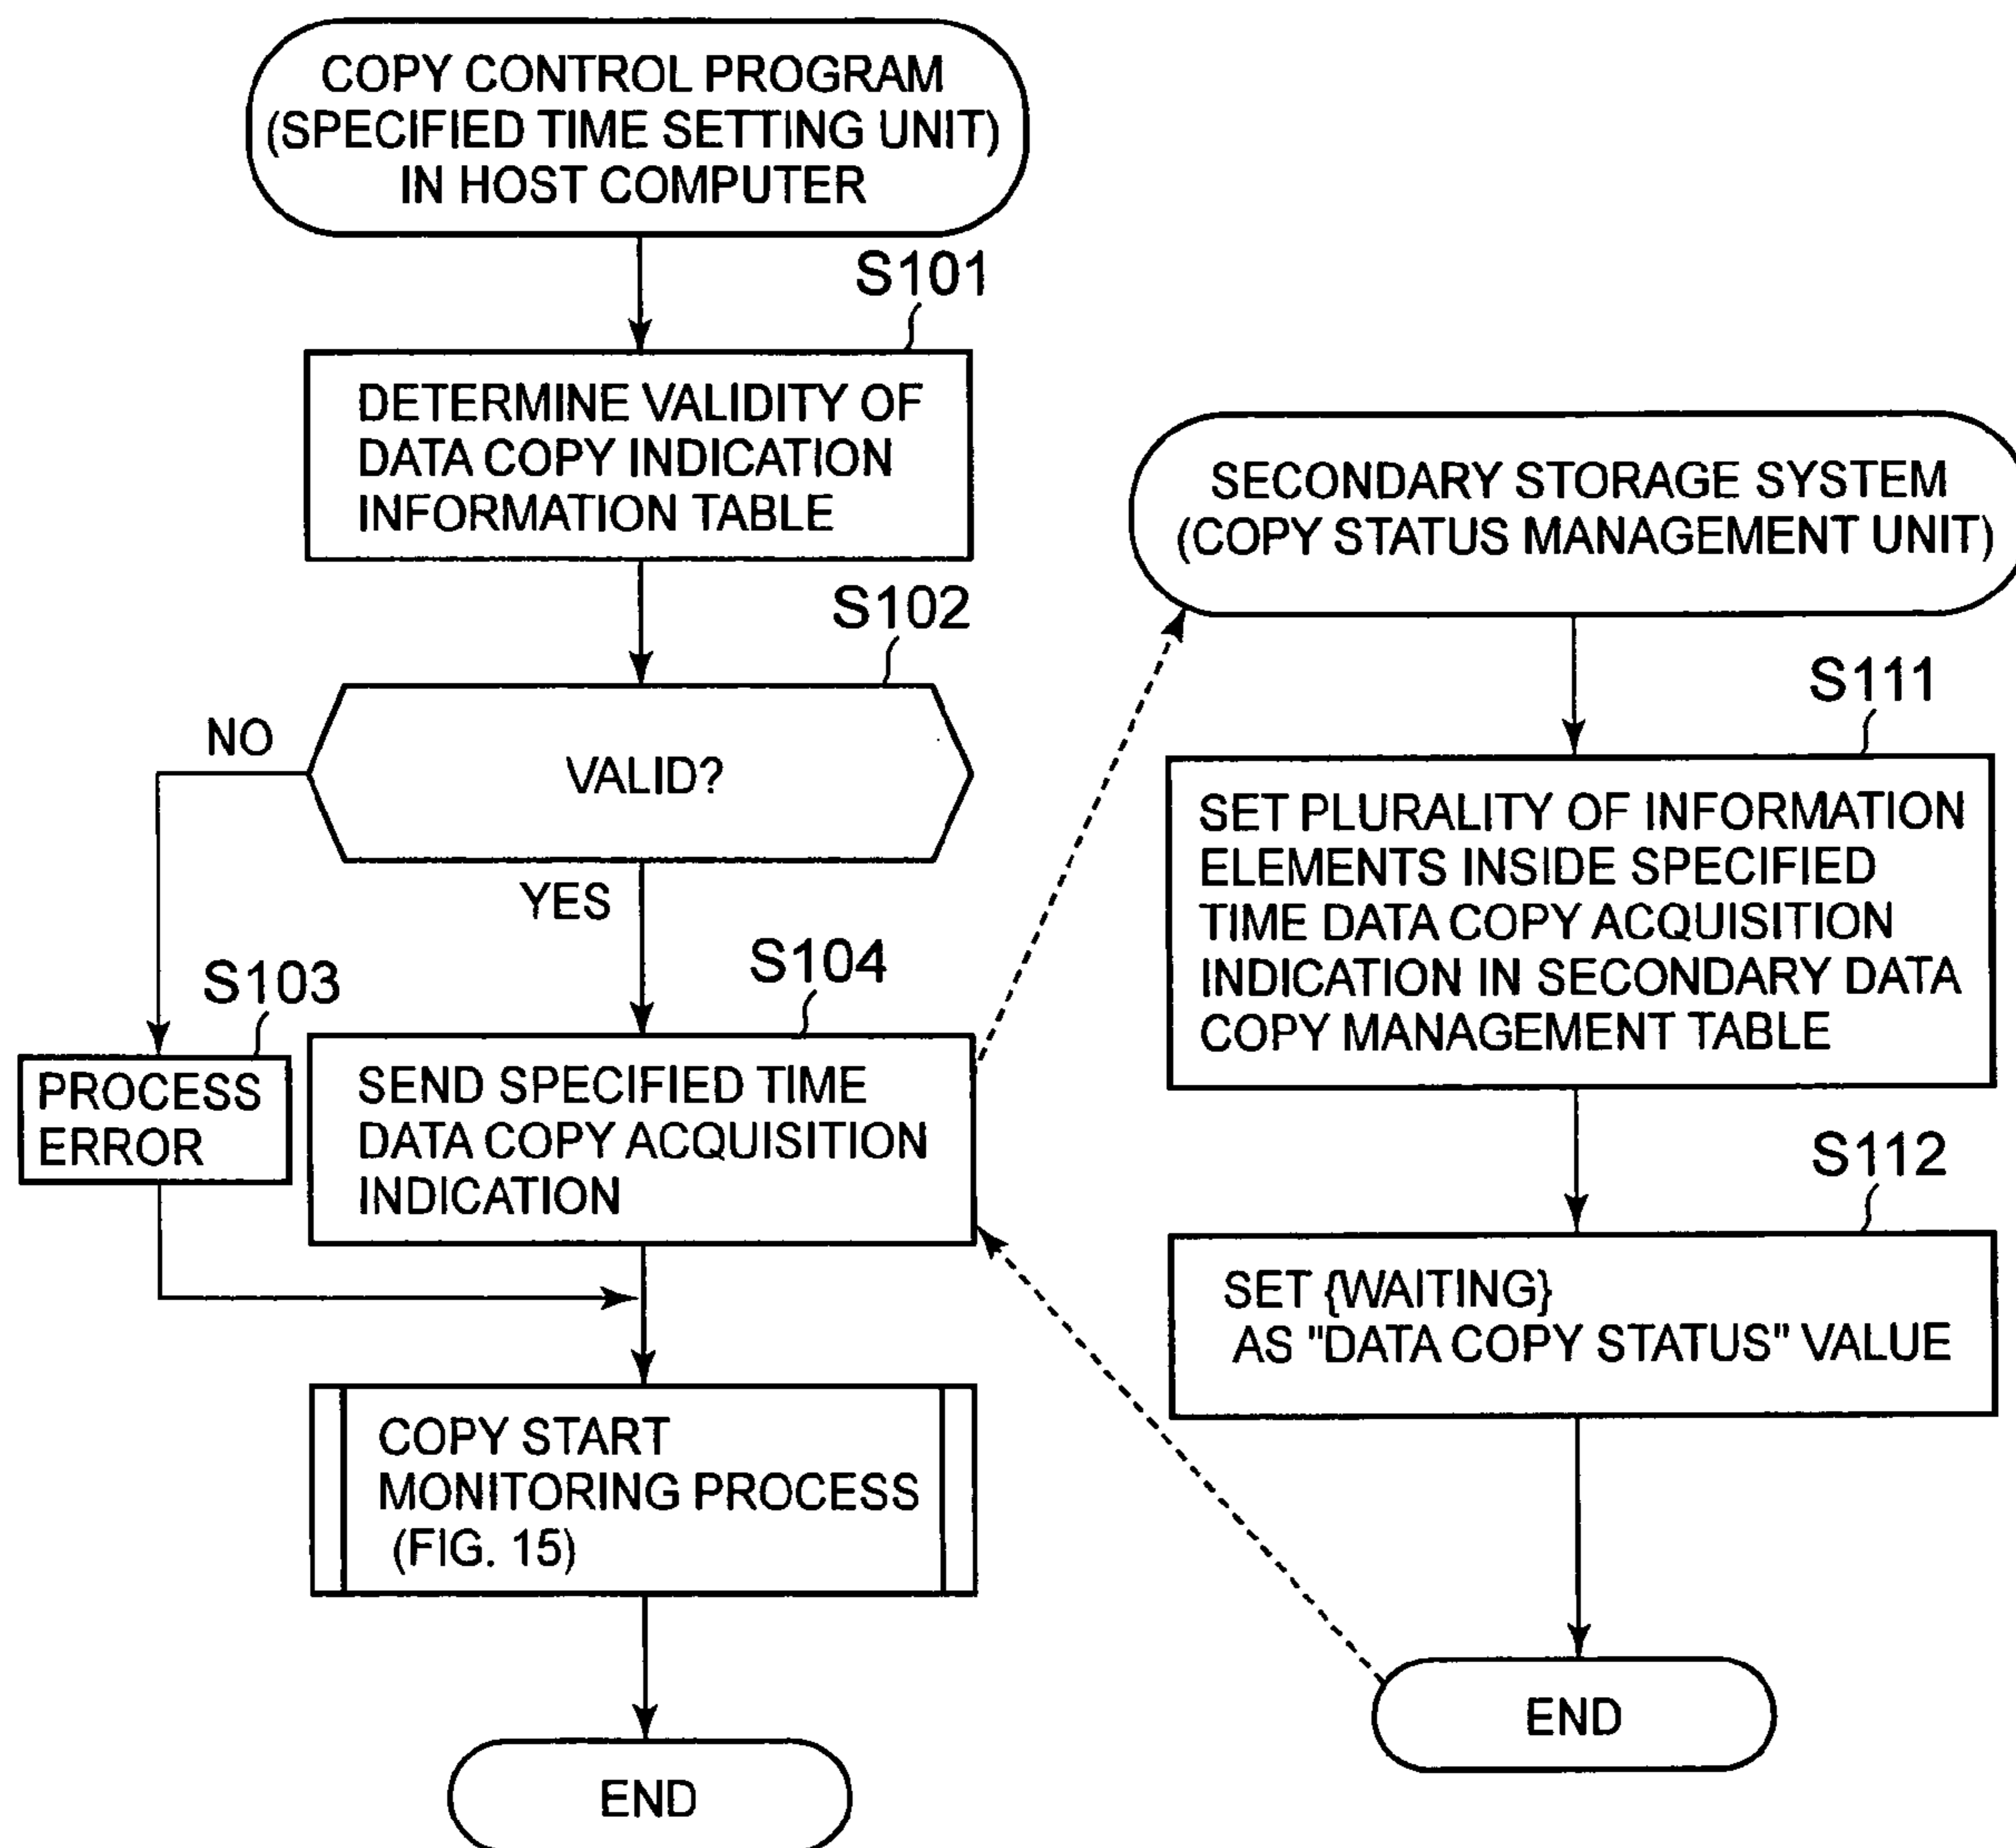 COPY CONTROL PROGRAM
(SPECIFIED TIME SETTING UNIT)
IN HOST COMPUTER
S101
DETERMINE VALIDITY OF
DATA COPY INDICATION
INFORMATION TABLE
S102
NO
VALID?
YES
S103
PROCESS
ERROR
S104
SEND SPECIFIED TIME
DATA COPY ACQUISITION
INDICATION
COPY START
MONITORING PROCESS
(FIG. 15)
END
SECONDARY STORAGE SYSTEM
(COPY STATUS MANAGEMENT UNIT)
S111
SET PLURALITY OF INFORMATION
ELEMENTS INSIDE SPECIFIED
TIME DATA COPY ACQUISITION
INDICATION IN SECONDARY DATA
COPY MANAGEMENT TABLE
S112
SET {WAITING}
AS "DATA COPY STATUS" VALUE
END